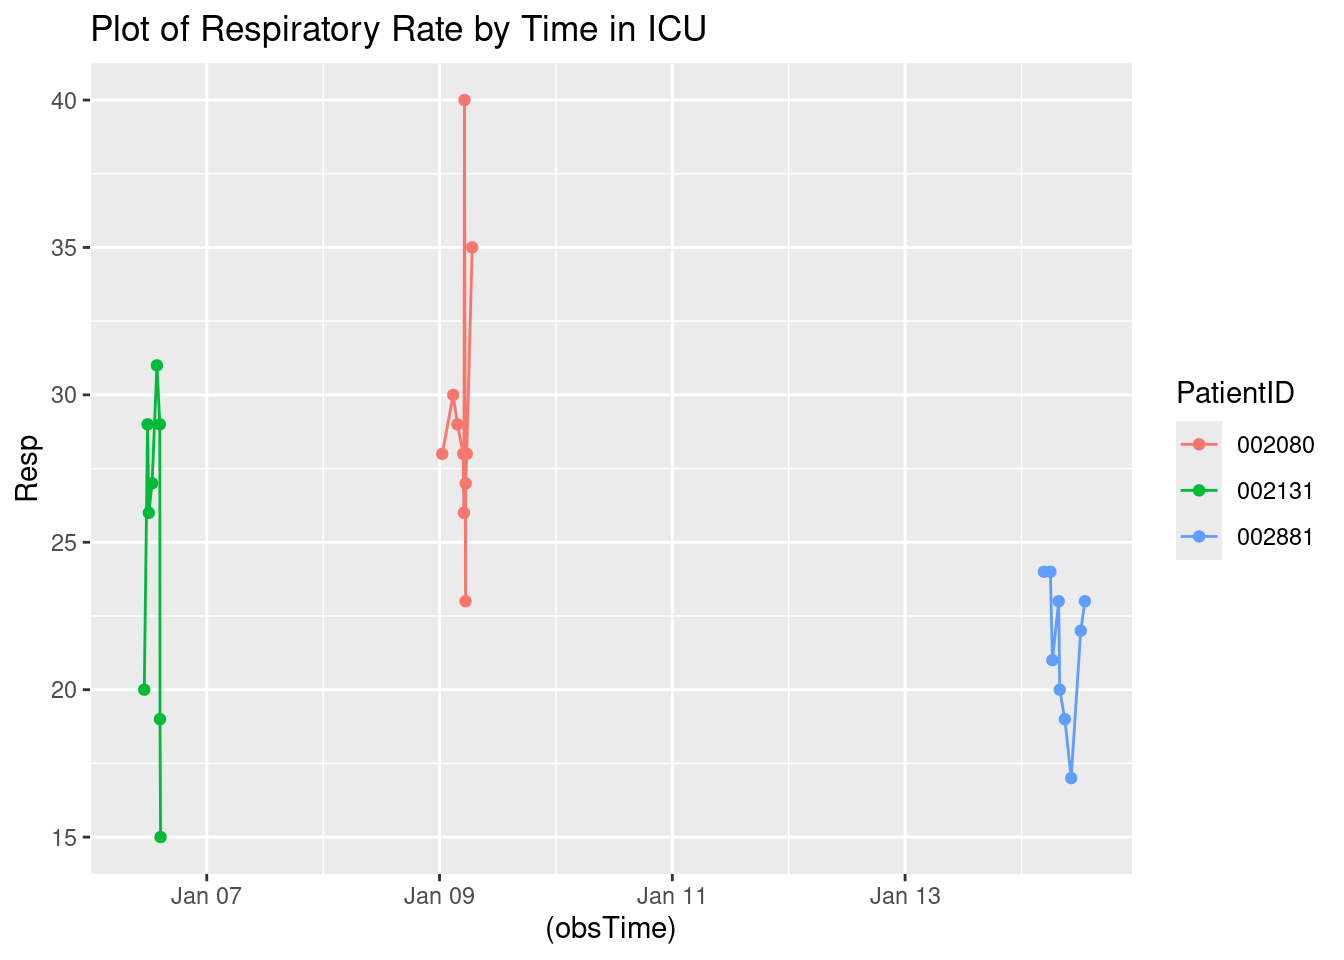 Plot of Respiratory Rate by Time in ICU
40
35
30
25
20
15
Resp
Jan 07
Jan 09
Jan 11
Jan 13
(obsTime)
PatientID
002080
002131
002881